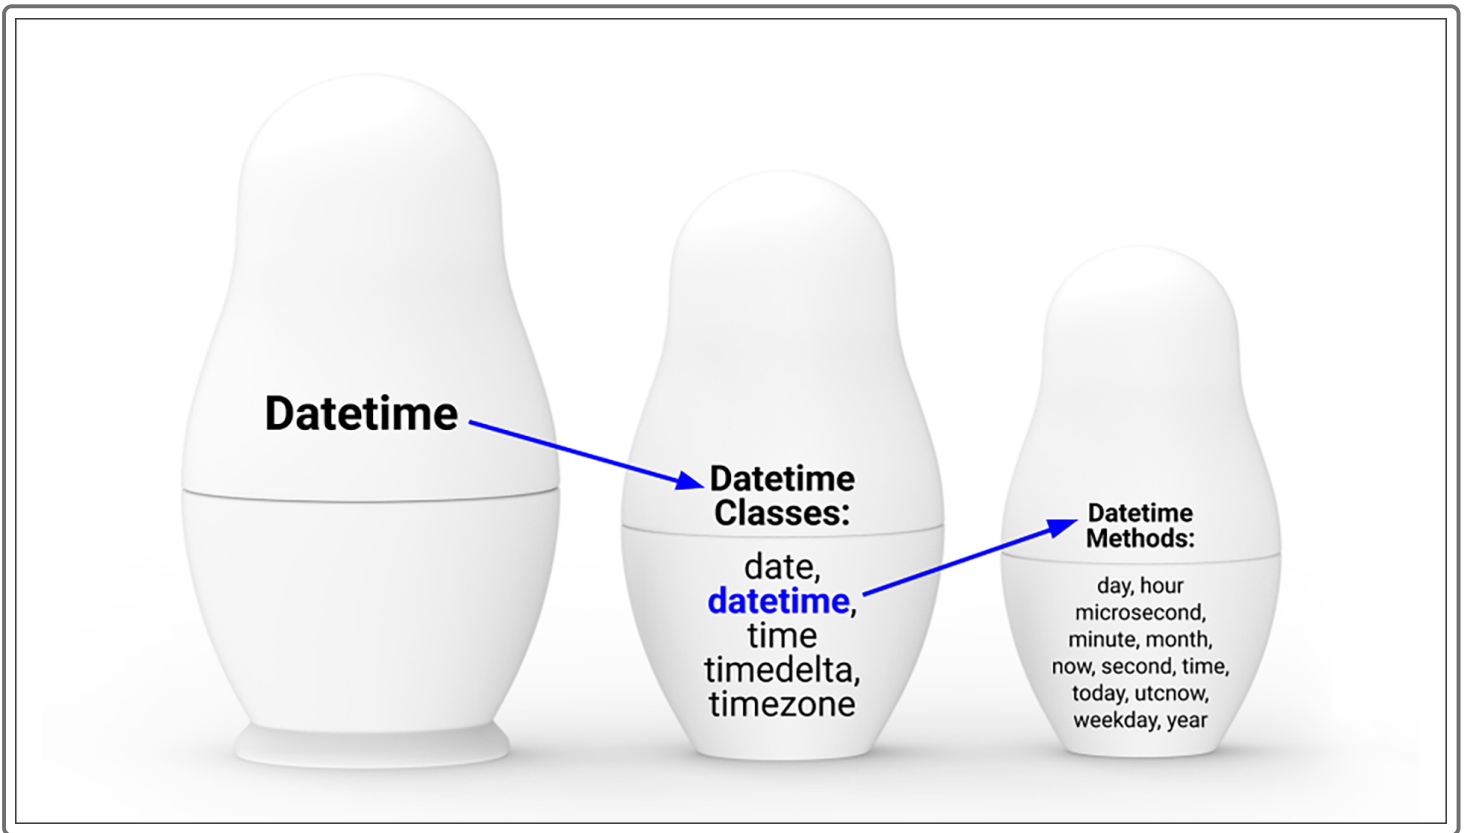 Datetime
Datetime
Classes:
date,
datetime,
time
timedelta,
timezone
Datetime
Methods:
day, hour
microsecond,
minute, month,
now, second, time,
today, utcnow,
weekday, year